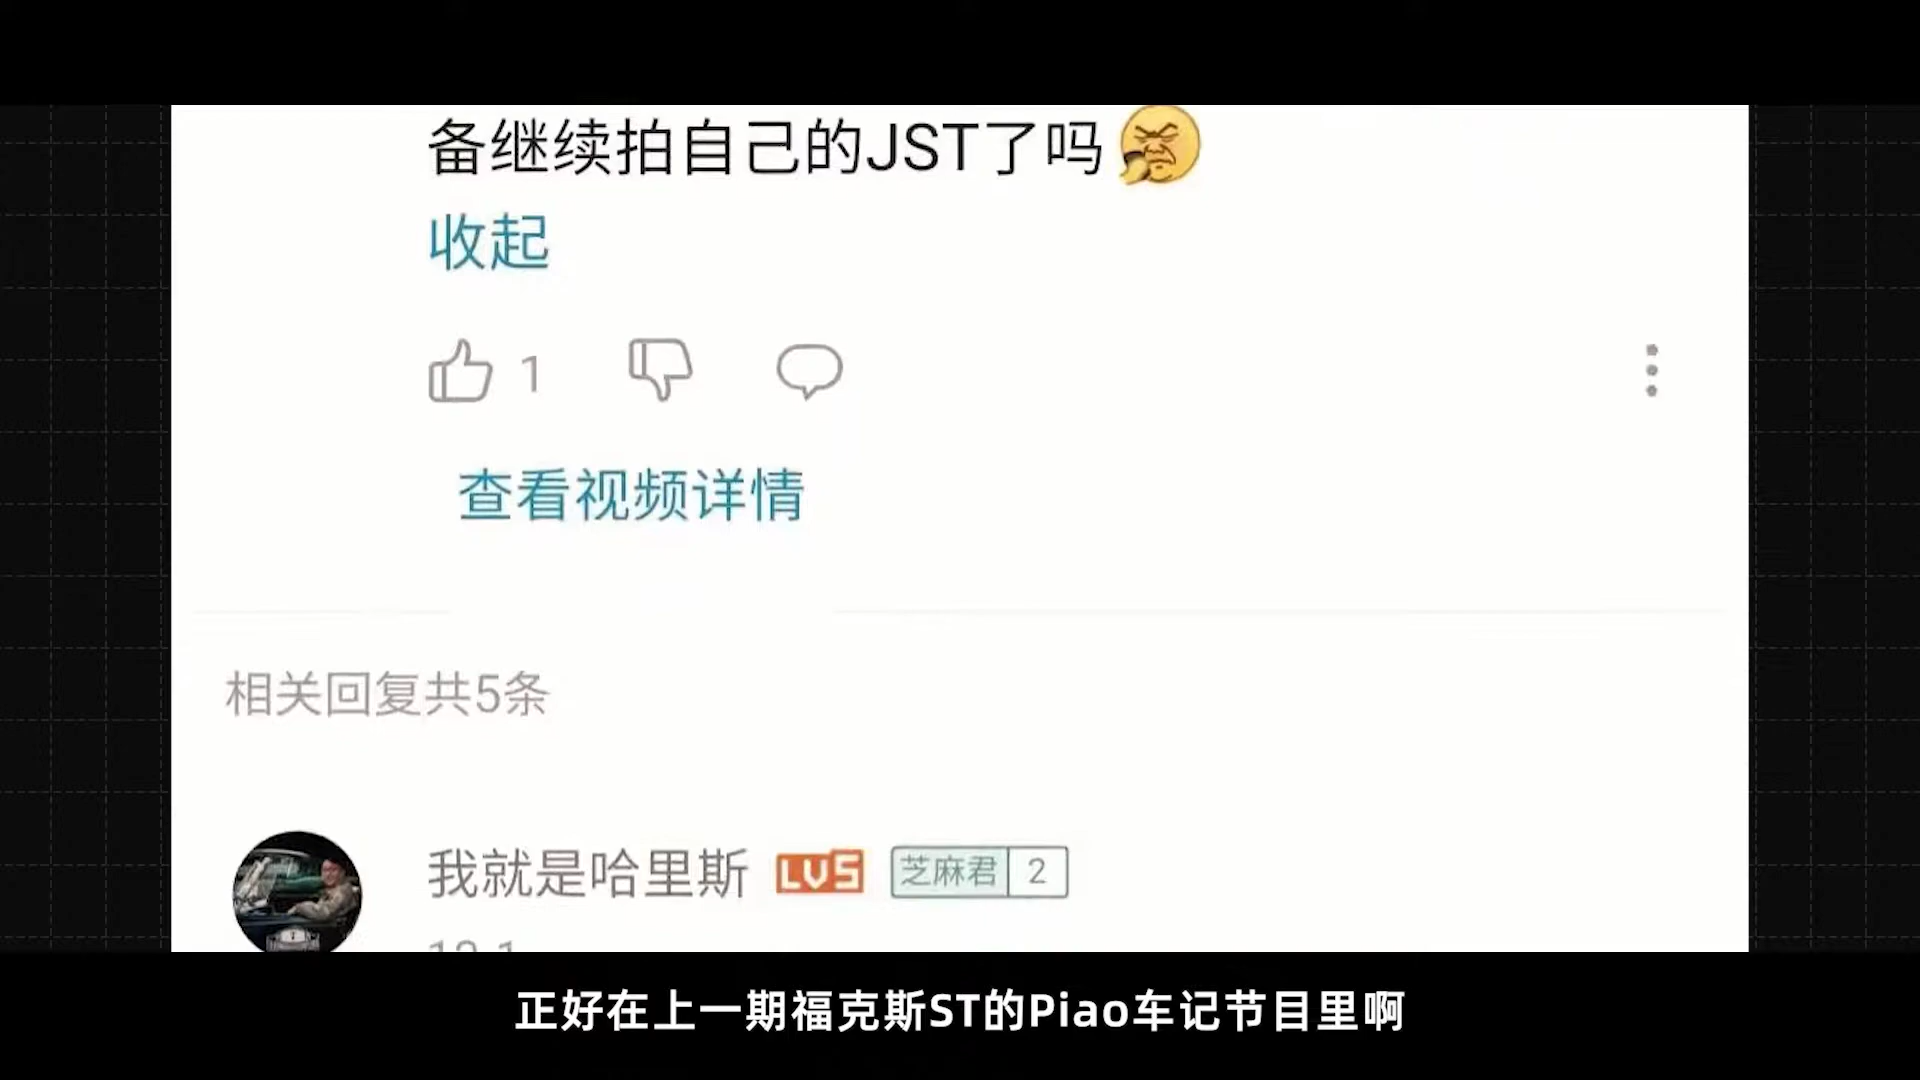 备继续拍自己的JST了吗
收起
1
查看视频详情
相关回复共5条
我就是哈里斯 LV5 芝麻君 2
正好在上一期福克斯ST的Piao车记节目里啊